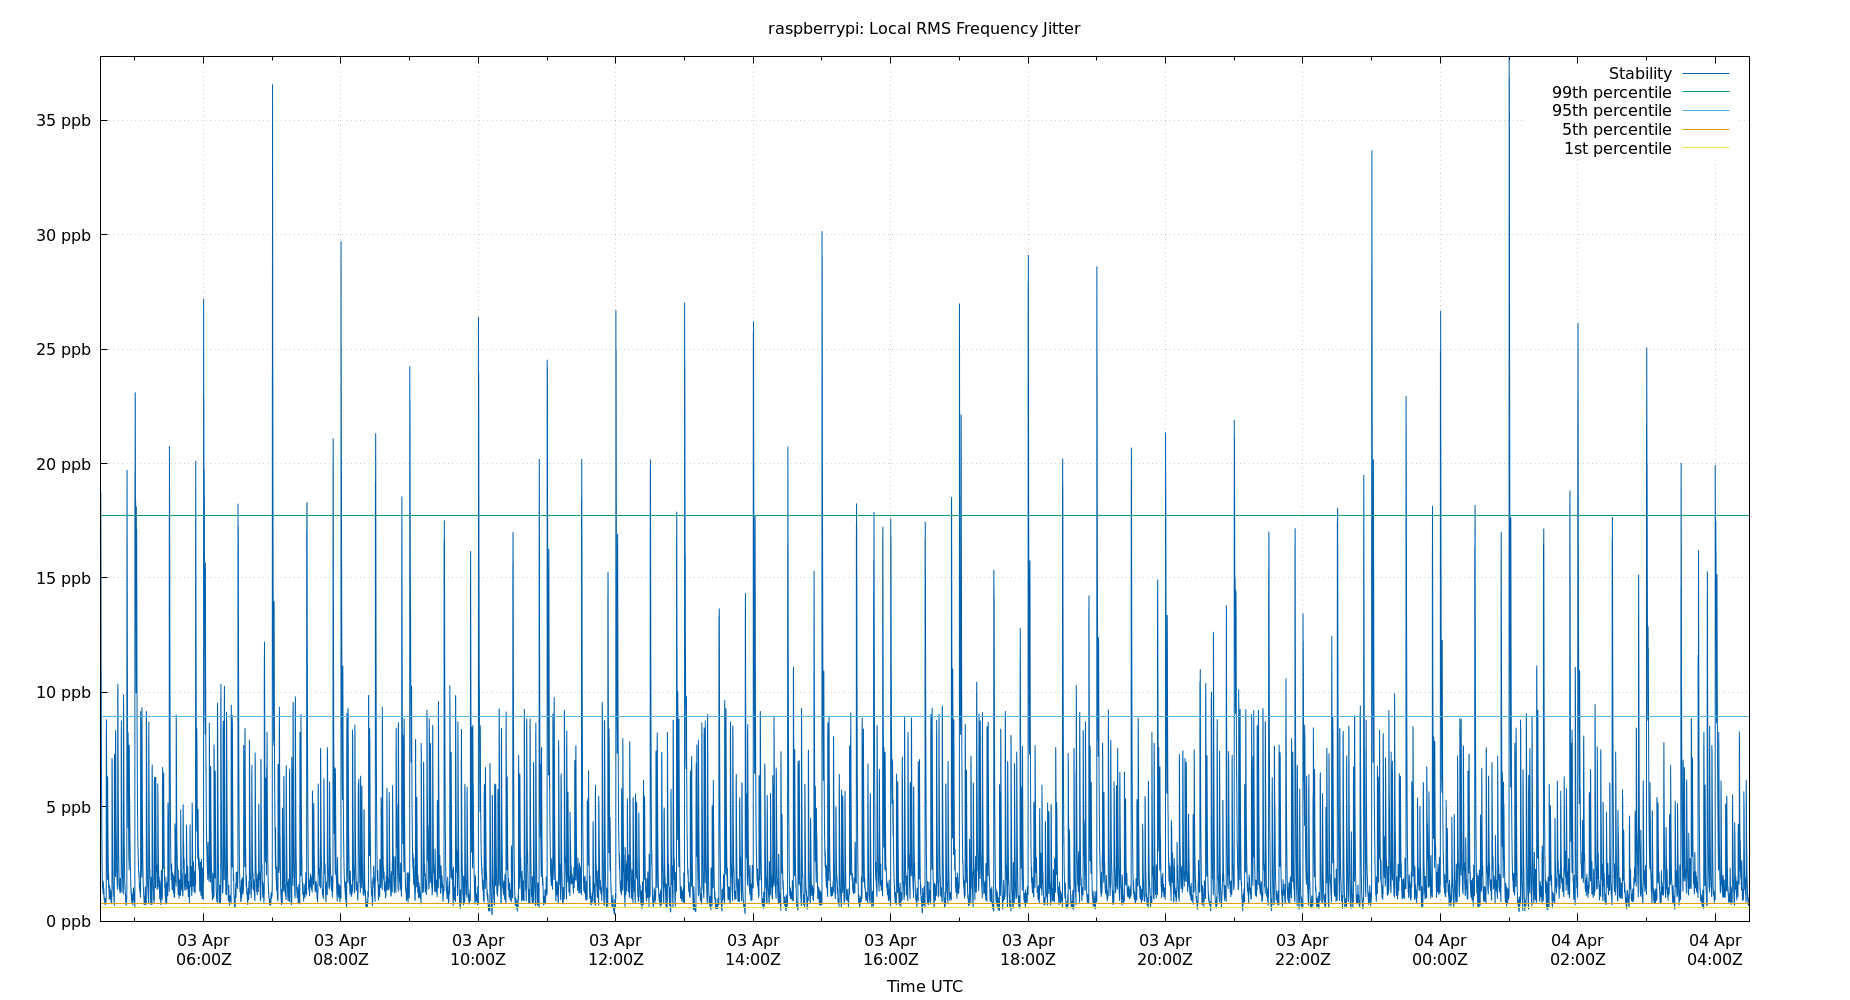 raspberrypi: Local RMS Frequency Jitter
Stability
99th percentile
95th percentile
5th percentile
1st percentile
35 ppb
30 ppb
25 ppb
20 ppb
15 ppb
10 ppb
5 ppb
0 ppb
03 Apr 03 Apr 03 Apr 03 Apr 03 Apr 03 Apr 03 Apr 03 Apr 03 Apr 04 Apr 04 Apr 04 Apr
06:00Z 08:00Z 10:00Z 12:00Z 14:00Z 16:00Z 18:00Z 20:00Z 22:00Z 00:00Z 02:00Z 04:00Z
Time UTC